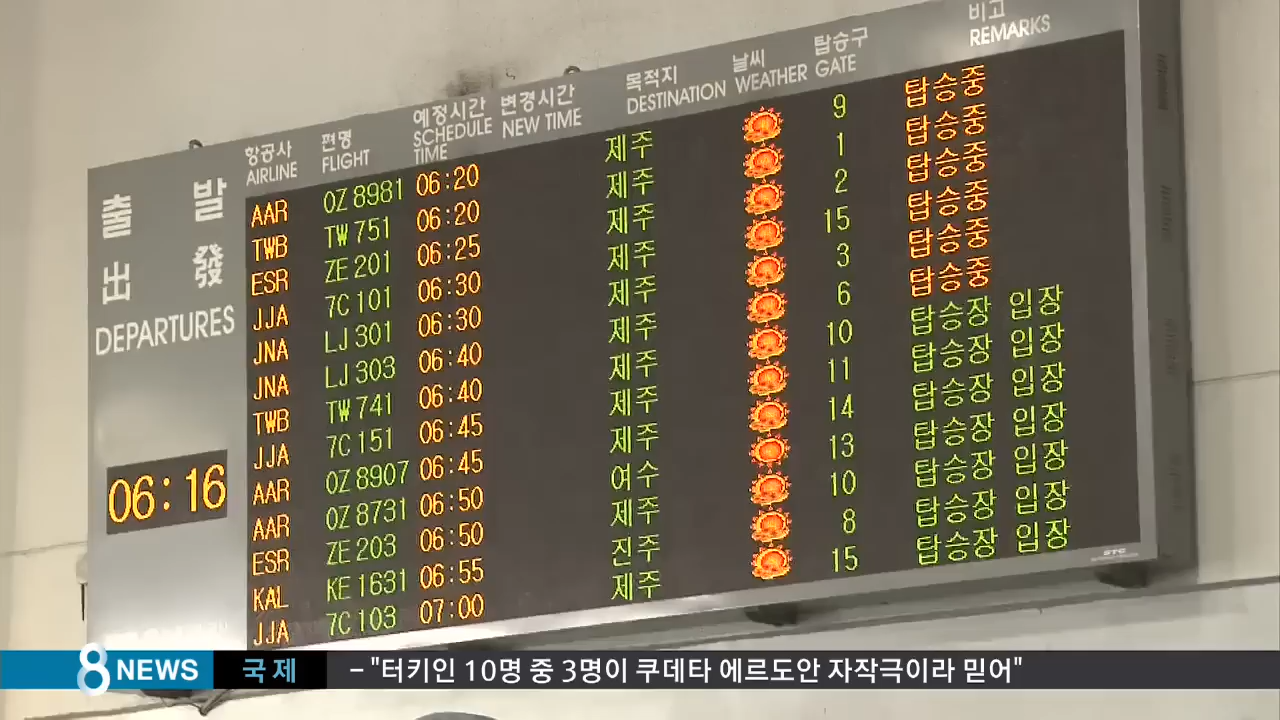 출발
出發
DEPARTURES
06:16
항공사 편명 예정시간 변경시간 목적지 날씨 탑승구 비고
AIRLINE FLIGHT SCHEDULE TIME NEW TIME DESTINATION WEATHER GATE REMARKS
AAR OZ 8981 06:20 제주 9 탑승중
TWB TW 751 06:20 제주 1 탑승중
ESR ZE 201 06:25 제주 2 탑승중
JJA 7C 101 06:30 제주 15 탑승중
JNA LJ 301 06:30 제주 3 탑승중
JNA LJ 303 06:40 제주 6 탑승중
TWB TW 741 06:40 제주 10 탑승장 입장
JJA 7C 151 06:45 제주 11 탑승장 입장
AAR OZ 8907 06:45 제주 14 탑승장 입장
AAR OZ 8731 06:50 여수 13 탑승장 입장
ESR ZE 203 06:50 제주 10 탑승장 입장
KAL KE 1631 06:55 진주 8 탑승장 입장
JJA 7C 103 07:00 제주 15 탑승장 입장
8 NEWS 국제 - "터키인 10명 중 3명이 쿠데타 에르도안 자작극이라 믿어"